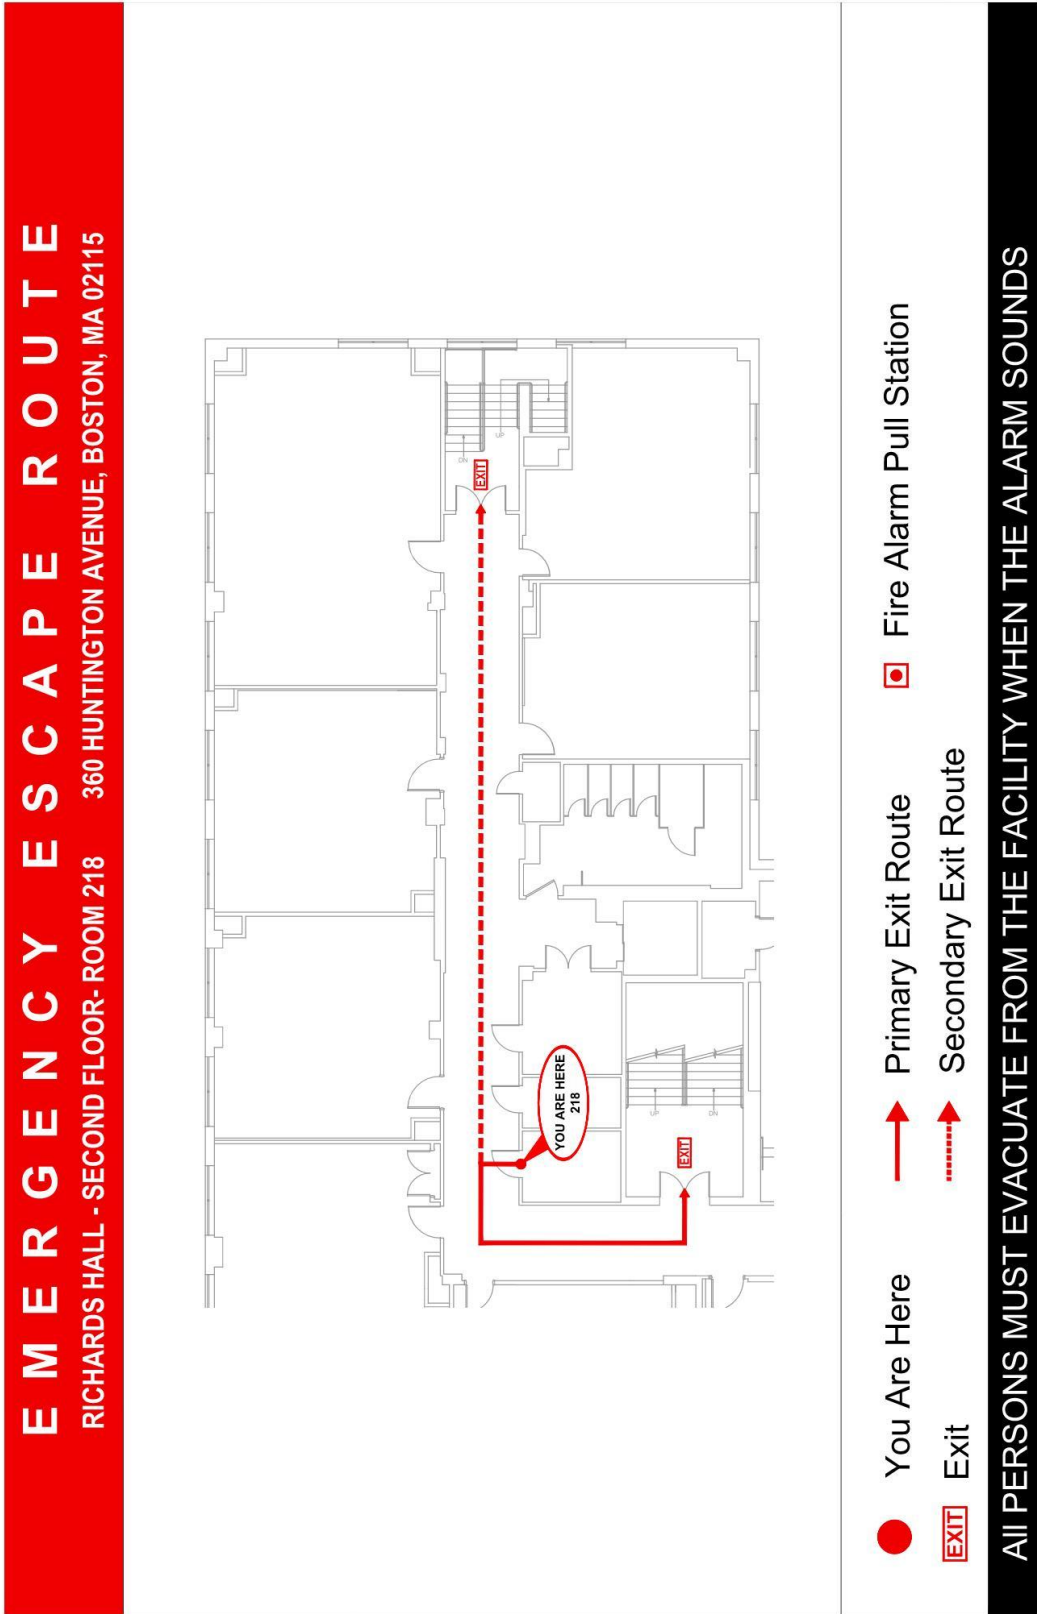 EMERGENCY ESCAPE ROUTE
RICHARDS HALL - SECOND FLOOR- ROOM 218 360 HUNTINGTON AVENUE, BOSTON, MA 02115
DN
UP
EXIT
YOU ARE HERE
218
UP
DN
EXIT
You Are Here
Primary Exit Route
Fire Alarm Pull Station
EXIT Exit
Secondary Exit Route
All PERSONS MUST EVACUATE FROM THE FACILITY WHEN THE ALARM SOUNDS